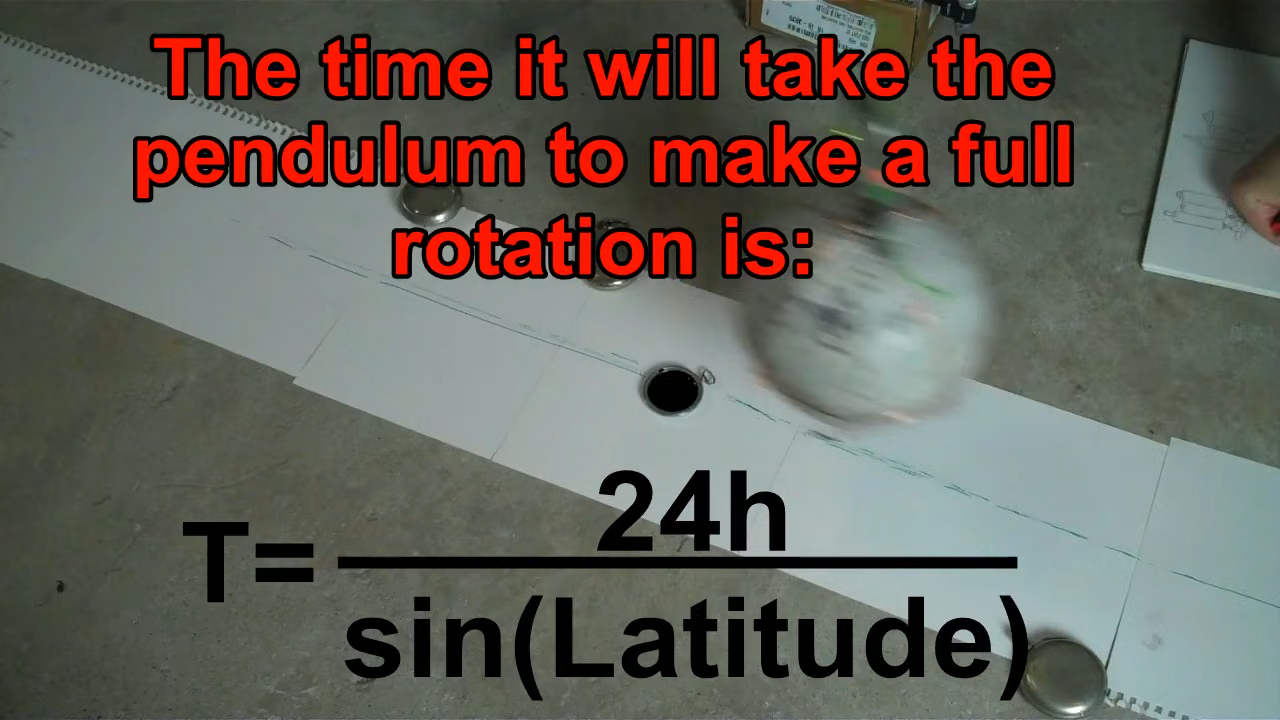 The time it will take the
pendulum to make a full
rotation is:
24h
T=
sin(Latitude)